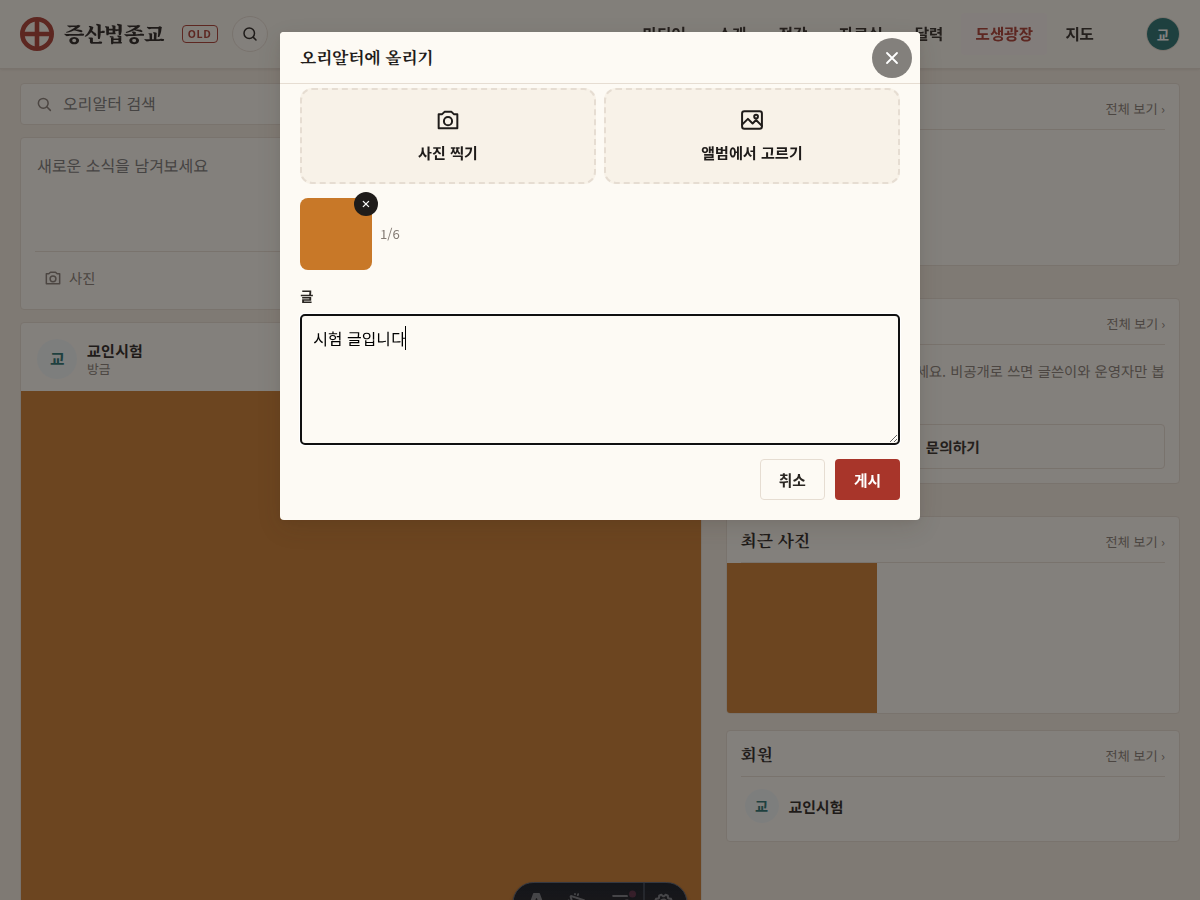 증산법종교 OLD
달력 도생광장 지도 교
오리알터에 올리기
오리알터 검색
전체 보기 ›
사진 찍기
앨범에서 고르기
새로운 소식을 남겨보세요
1/6
사진
글
시험 글입니다
전체 보기 ›
교 교인시험
방금
세요. 비공개로 쓰면 글쓴이와 운영자만 봅
문의하기
취소
게시
최근 사진
전체 보기 ›
회원
전체 보기 ›
교 교인시험